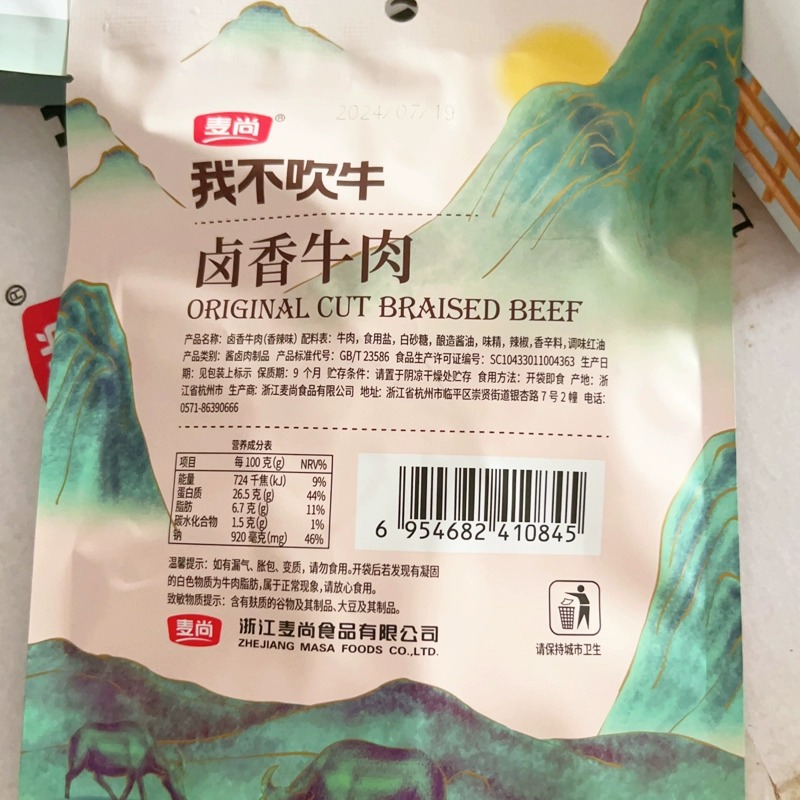 2024/07/19
麦尚®
我不吹牛
卤香牛肉
ORIGINAL CUT BRAISED BEEF
产品名称：卤香牛肉(香辣味) 配料表：牛肉，食用盐，白砂糖，酿造酱油，味精，辣椒，香辛料，调味红油
产品类别：酱卤肉制品 产品标准代号：GB/T 23586 食品生产许可证编号：SC10433011004363 生产日
期：见包装上标示 保质期：9 个月 贮存条件：请置于阴凉干燥处贮存 食用方法：开袋即食 产地：浙
江省杭州市 生产商：浙江麦尚食品有限公司 地址：浙江省杭州市临平区崇贤街道银杏路 7 号 2 幢 电话：
0571-86390666
营养成分表
项目 每 100 克(g) NRV%
能量 724 千焦(kJ) 9%
蛋白质 26.5 克(g) 44%
脂肪 6.7 克(g) 11%
碳水化合物 1.5 克(g) 1%
钠 920 毫克(mg) 46%
6 954682 410845
温馨提示：如有漏气、胀包、变质，请勿食用。开袋后若发现有凝固
的白色物质为牛肉脂肪，属于正常现象，请放心食用。
致敏物质提示：含有麸质的谷物及其制品、大豆及其制品。
麦尚 浙江麦尚食品有限公司
ZHEJIANG MASA FOODS CO.,LTD.
请保持城市卫生